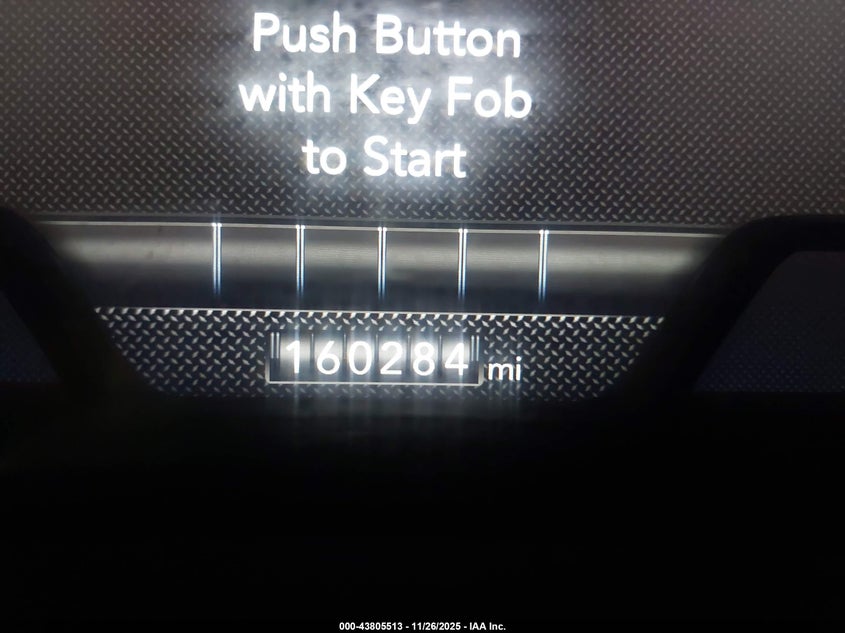 Push Button
with Key Fob
to Start
160284 mi
000-43805513 - 11/26/2025 - IAA Inc.